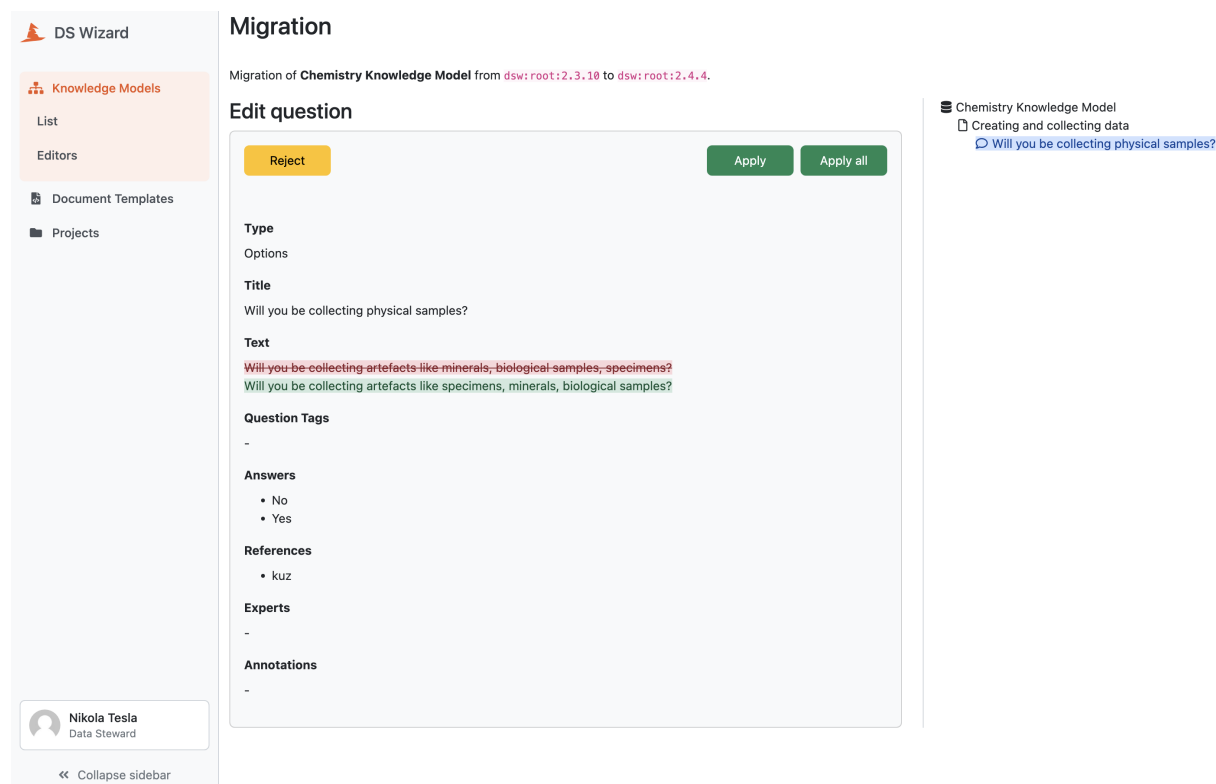 DS Wizard
Knowledge Models
List
Editors
Document Templates
Projects
Nikola Tesla
Data Steward
Collapse sidebar
Migration
Migration of Chemistry Knowledge Model from dsw:root:2.3.10 to dsw:root:2.4.4.
Edit question
Reject
Apply
Apply all
Type
Options
Title
Will you be collecting physical samples?
Text
Will you be collecting artefacts like minerals, biological samples, specimens?
Will you be collecting artefacts like specimens, minerals, biological samples?
Question Tags
-
Answers
• No
• Yes
References
• kuz
Experts
-
Annotations
-
Chemistry Knowledge Model
Creating and collecting data
Will you be collecting physical samples?